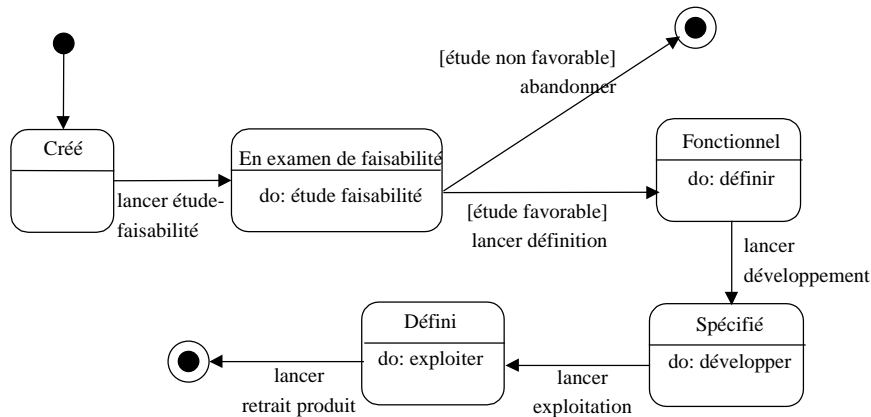 [étude non favorable]
abandonner
Créé
En examen de faisabilité
do: étude faisabilité
Fonctionnel
do: définir
lancer étude-
faisabilité
[étude favorable]
lancer définition
lancer
développement
Défini
do: exploiter
Spécifié
do: développer
lancer
retrait produit
lancer
exploitation